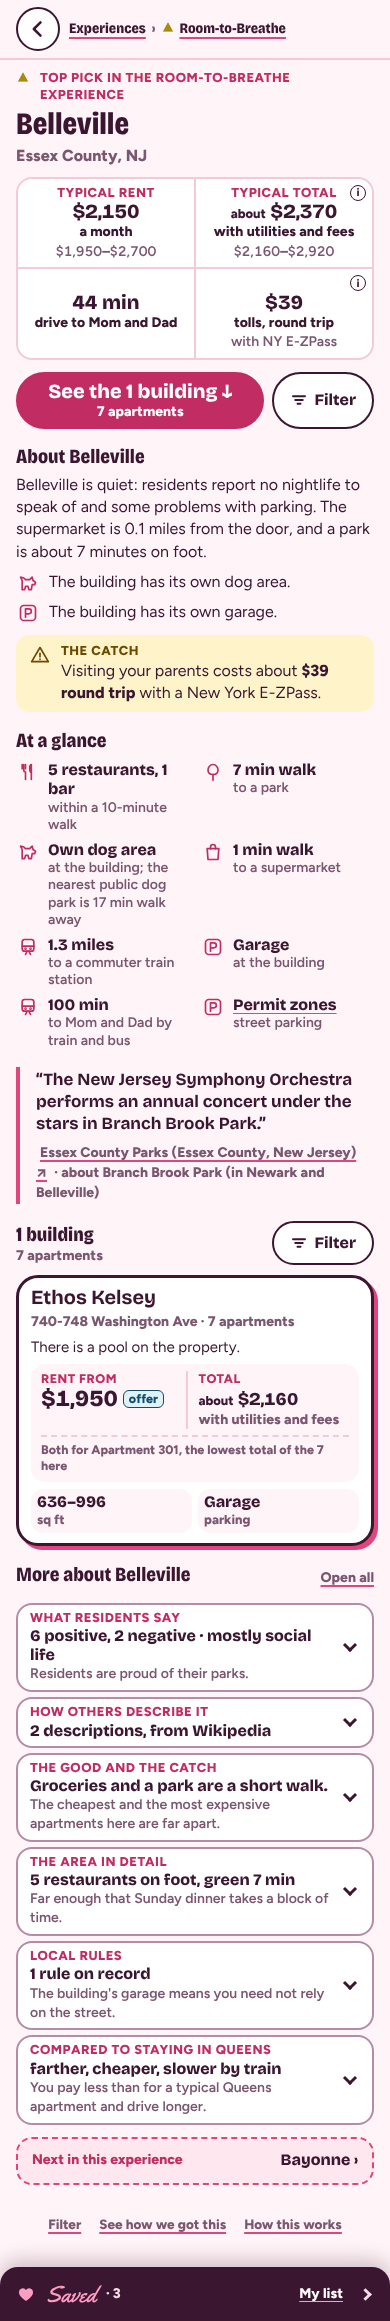 Experiences › Room-to-Breathe
TOP PICK IN THE ROOM-TO-BREATHE
EXPERIENCE
Belleville
Essex County, NJ
TYPICAL RENT
$2,150
a month
$1,950–$2,700
TYPICAL TOTAL
about $2,370
with utilities and fees
$2,160–$2,920
44 min
drive to Mom and Dad
$39
tolls, round trip
with NY E-ZPass
See the 1 building ↓
7 apartments
Filter
About Belleville
Belleville is quiet: residents report no nightlife to
speak of and some problems with parking. The
supermarket is 0.1 miles from the door, and a park
is about 7 minutes on foot.
The building has its own dog area.
The building has its own garage.
THE CATCH
Visiting your parents costs about $39
round trip with a New York E-ZPass.
At a glance
5 restaurants, 1
bar
within a 10-minute
walk
7 min walk
to a park
Own dog area
at the building; the
nearest public dog
park is 17 min walk
away
1 min walk
to a supermarket
1.3 miles
to a commuter train
station
Garage
at the building
100 min
to Mom and Dad by
train and bus
Permit zones
street parking
“The New Jersey Symphony Orchestra
performs an annual concert under the
stars in Branch Brook Park.”
Essex County Parks (Essex County, New Jersey)
↗ · about Branch Brook Park (in Newark and
Belleville)
1 building
7 apartments
Filter
Ethos Kelsey
740-748 Washington Ave · 7 apartments
There is a pool on the property.
RENT FROM
$1,950 offer
TOTAL
about $2,160
with utilities and fees
Both for Apartment 301, the lowest total of the 7
here
636–996
sq ft
Garage
parking
More about Belleville
Open all
WHAT RESIDENTS SAY
6 positive, 2 negative · mostly social
life
Residents are proud of their parks.
HOW OTHERS DESCRIBE IT
2 descriptions, from Wikipedia
THE GOOD AND THE CATCH
Groceries and a park are a short walk.
The cheapest and the most expensive
apartments here are far apart.
THE AREA IN DETAIL
5 restaurants on foot, green 7 min
Far enough that Sunday dinner takes a block of
time.
LOCAL RULES
1 rule on record
The building's garage means you need not rely
on the street.
COMPARED TO STAYING IN QUEENS
farther, cheaper, slower by train
You pay less than for a typical Queens
apartment and drive longer.
Next in this experience
Bayonne ›
Filter
See how we got this
How this works
Saved · 3
My list